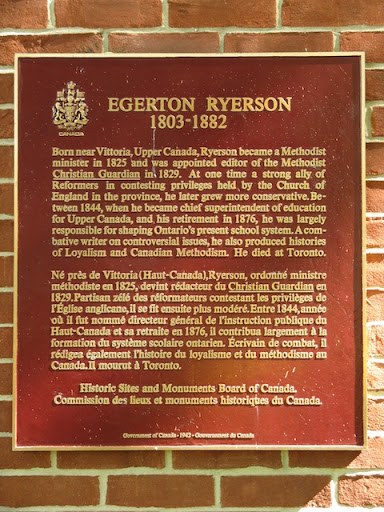 CANADA
EGERTON RYERSON
1803-1882
Born near Vittoria, Upper Canada, Ryerson became a Methodist
minister in 1825 and was appointed editor of the Methodist
Christian Guardian in 1829. At one time a strong ally of
Reformers in contesting privileges held by the Church of
England in the province, he later grew more conservative. Be-
tween 1844, when he became chief superintendent of education
for Upper Canada, and his retirement in 1876, he was largely
responsible for shaping Ontario's present school system. A com-
bative writer on controversial issues, he also produced histories
of Loyalism and Canadian Methodism. He died at Toronto.
Né près de Vittoria (Haut-Canada), Ryerson, ordonné ministre
méthodiste en 1825, devint rédacteur du Christian Guardian en
1829. Partisan zélé des réformateurs contestant les privilèges de
l'Église anglicane, il se fit ensuite plus modéré. Entre 1844, année
où il fut nommé directeur général de l'instruction publique du
Haut-Canada et sa retraite en 1876, il contribua largement à la
formation du système scolaire ontarien. Écrivain de combat, il
rédigea également l'histoire du loyalisme et du méthodisme au
Canada. Il mourut à Toronto.
Historic Sites and Monuments Board of Canada.
Commission des lieux et monuments historiques du Canada.
Government of Canada - 1942 - Gouvernement du Canada